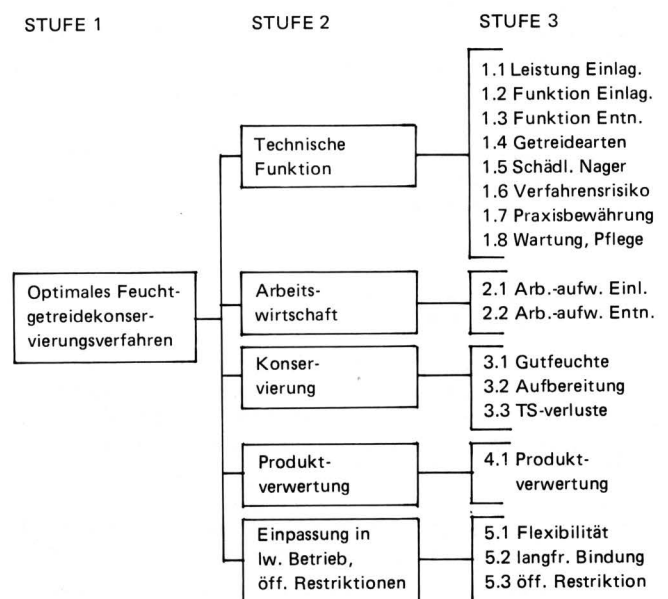 STUFE 1
STUFE 2
STUFE 3
Optimales Feucht-
getreidekonser-
vierungsverfahren
Technische
Funktion
1.1 Leistung Einlag.
1.2 Funktion Einlag.
1.3 Funktion Entn.
1.4 Getreidearten
1.5 Schädl. Nager
1.6 Verfahrensrisiko
1.7 Praxisbewährung
1.8 Wartung, Pflege
Arbeits-
wirtschaft
2.1 Arb.-aufw. Einl.
2.2 Arb.-aufw. Entn.
Konser-
vierung
3.1 Gutfeuchte
3.2 Aufbereitung
3.3 TS-verluste
Produkt-
verwertung
4.1 Produkt-
verwertung
Einpassung in
lw. Betrieb,
öff. Restriktionen
5.1 Flexibilität
5.2 langfr. Bindung
5.3 öff. Restriktion